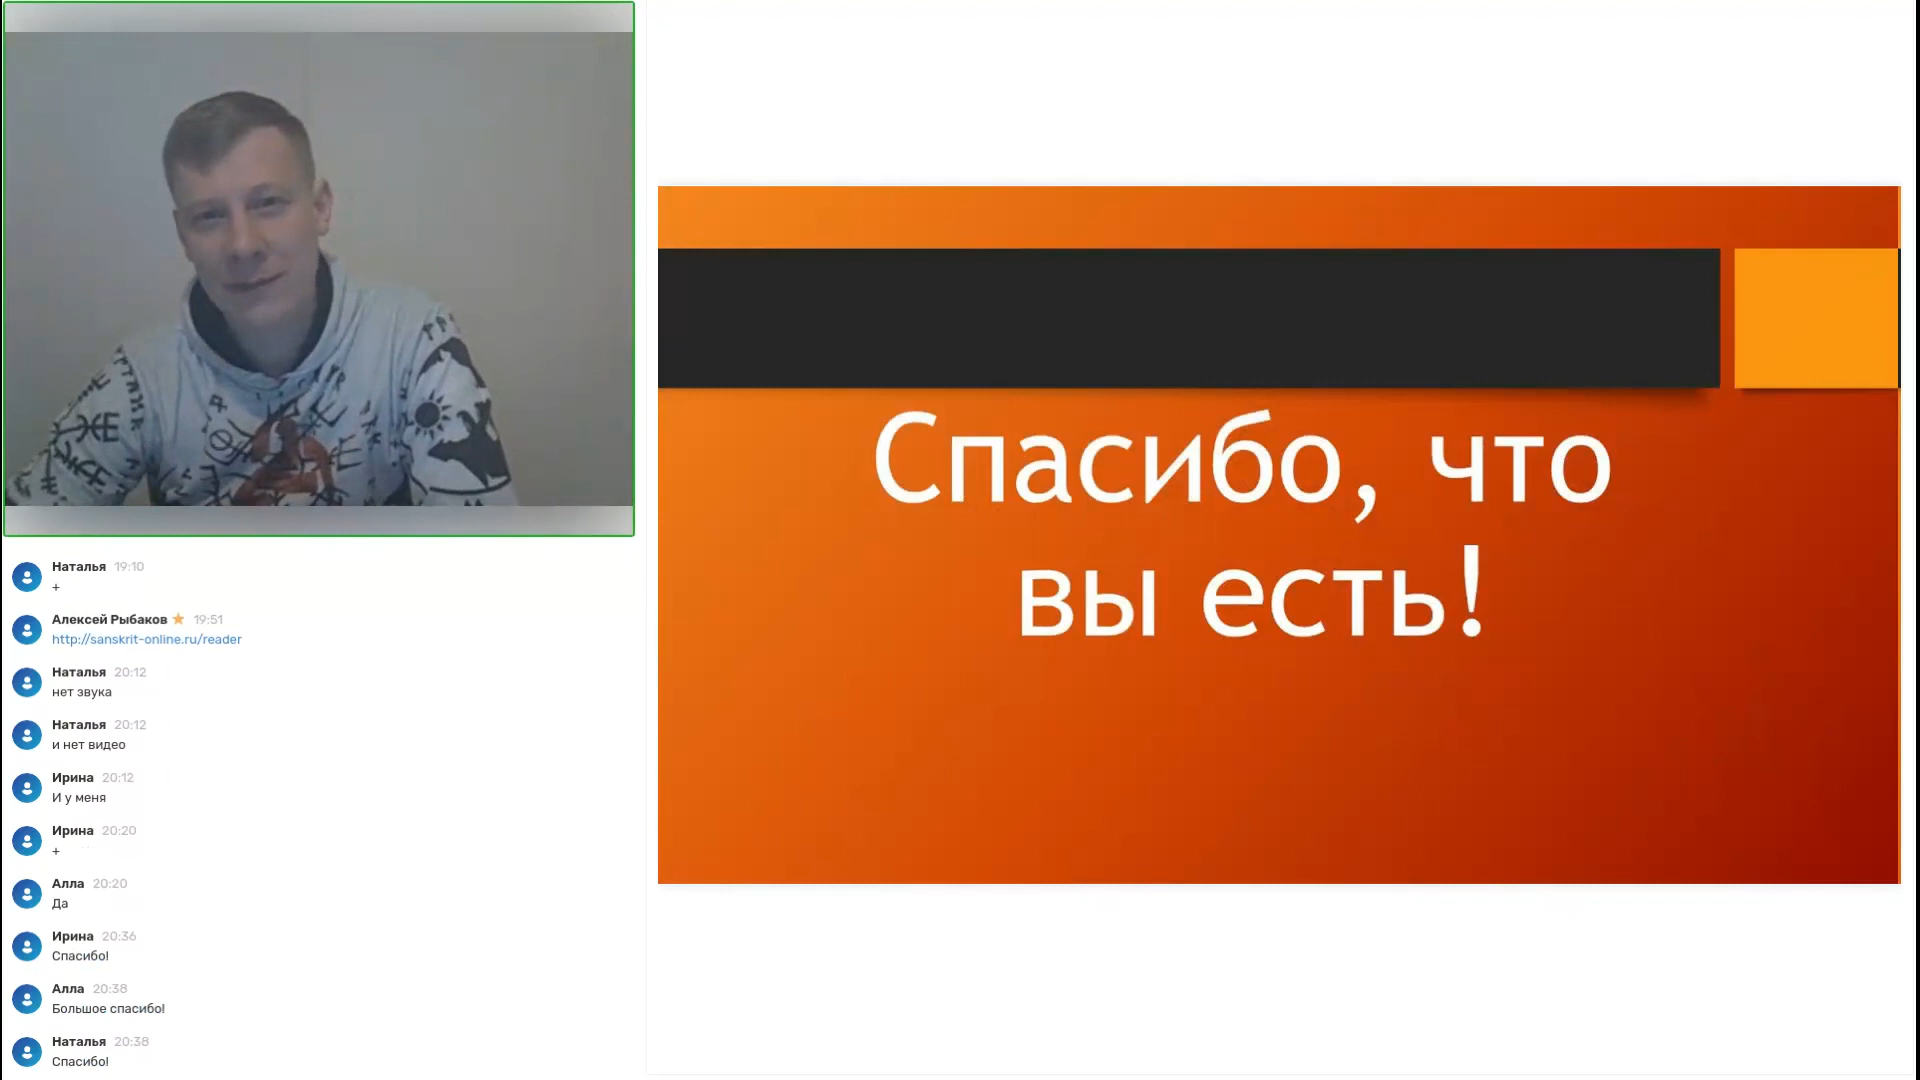 Наталья 19:10
+
Алексей Рыбаков 19:51
http://sanskrit-online.ru/reader
Наталья 20:12
нет звука
Наталья 20:12
и нет видео
Ирина 20:12
И у меня
Ирина 20:20
+
Алла 20:20
Да
Ирина 20:36
Спасибо!
Алла 20:38
Большое спасибо!
Наталья 20:38
Спасибо!
Спасибо, что
вы есть!